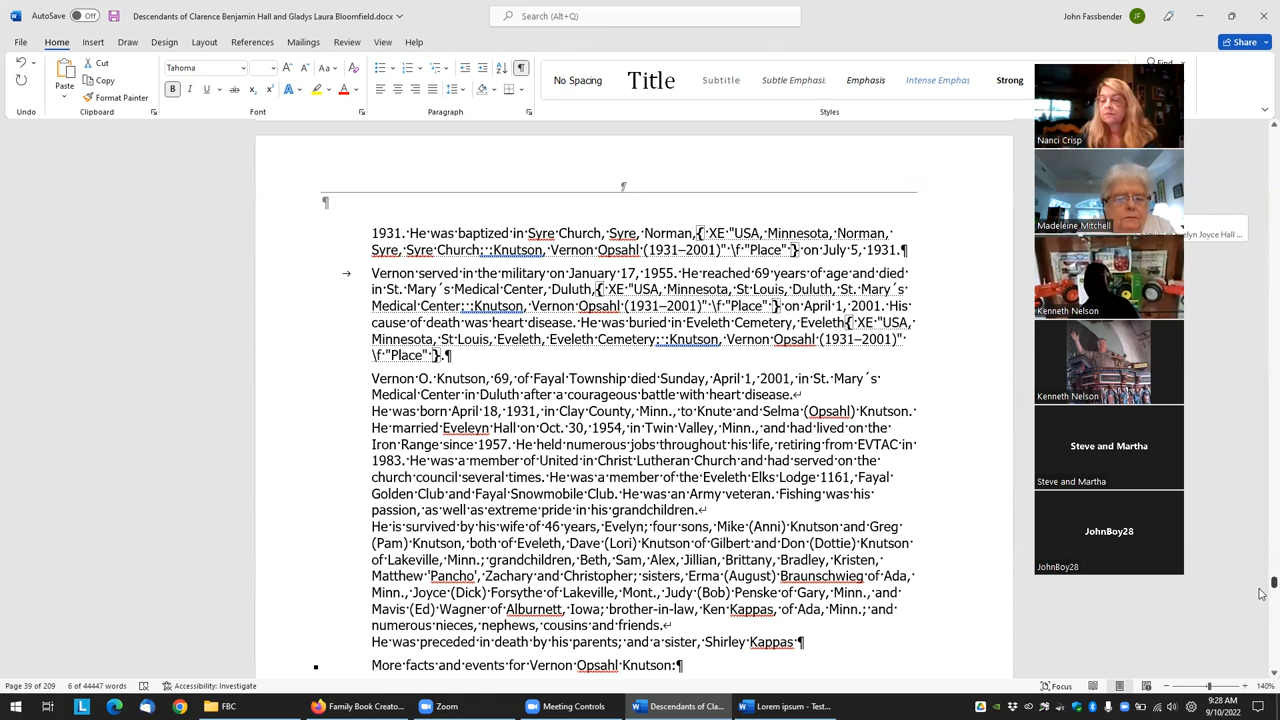 AutoSave Off Descendants of Clarence Benjamin Hall and Gladys Laura Bloomfield.docx Search (Alt+Q) John Fassbender JF
File Home Insert Draw Design Layout References Mailings Review View Help Share
Cut Copy Format Painter Paste Tahoma No Spacing Title Subtitle Subtle Emphasis Emphasis Intense Emphas Strong Find
Undo Clipboard Font Paragraph Styles
1931. He was baptized in Syre Church, Syre, Norman,{ XE "USA, Minnesota, Norman,
Syre, Syre Church::Knutson, Vernon Opsahl (1931–2001)" \f "Place" } on July 5, 1931.¶
Vernon served in the military on January 17, 1955. He reached 69 years of age and died
in St. Mary´s Medical Center, Duluth,{ XE "USA, Minnesota, St Louis, Duluth, St. Mary´s
Medical Center::Knutson, Vernon Opsahl (1931–2001)" \f "Place" } on April 1, 2001. His
cause of death was heart disease. He was buried in Eveleth Cemetery, Eveleth{ XE "USA,
Minnesota, St Louis, Eveleth, Eveleth Cemetery::Knutson, Vernon Opsahl (1931–2001)"
\f "Place" }.¶
Vernon O. Knutson, 69, of Fayal Township died Sunday, April 1, 2001, in St. Mary´s
Medical Center in Duluth after a courageous battle with heart disease.
He was born April 18, 1931, in Clay County, Minn., to Knute and Selma (Opsahl) Knutson.
He married Eveleyn Hall on Oct. 30, 1954, in Twin Valley, Minn., and had lived on the
Iron Range since 1957. He held numerous jobs throughout his life, retiring from EVTAC in
1983. He was a member of United in Christ Lutheran Church and had served on the
church council several times. He was a member of the Eveleth Elks Lodge 1161, Fayal
Golden Club and Fayal Snowmobile Club. He was an Army veteran. Fishing was his
passion, as well as extreme pride in his grandchildren.
He is survived by his wife of 46 years, Evelyn; four sons, Mike (Anni) Knutson and Greg
(Pam) Knutson, both of Eveleth, Dave (Lori) Knutson of Gilbert and Don (Dottie) Knutson
of Lakeville, Minn.; grandchildren, Beth, Sam, Alex, Jillian, Brittany, Bradley, Kristen,
Matthew 'Pancho', Zachary and Christopher; sisters, Erma (August) Braunschwieg of Ada,
Minn., Joyce (Dick) Forsythe of Lakeville, Mont., Judy (Bob) Penske of Gary, Minn., and
Mavis (Ed) Wagner of Alburnett, Iowa; brother-in-law, Ken Kappas, of Ada, Minn.; and
numerous nieces, nephews, cousins and friends.
He was preceded in death by his parents; and a sister, Shirley Kappas ¶
More facts and events for Vernon Opsahl Knutson:¶
Nanci Crisp
Madeleine Mitchell
Evelyn Joyce Hall ...
Kenneth Nelson
Kenneth Nelson
Steve and Martha
Steve and Martha
JohnBoy28
JohnBoy28
Page 39 of 209 6 of 44447 words Accessibility: Investigate Focus 140%
FBC Family Book Creato... Zoom Meeting Controls Descendants of Cla... Lorem ipsum - Test... 9:28 AM
9/10/2022